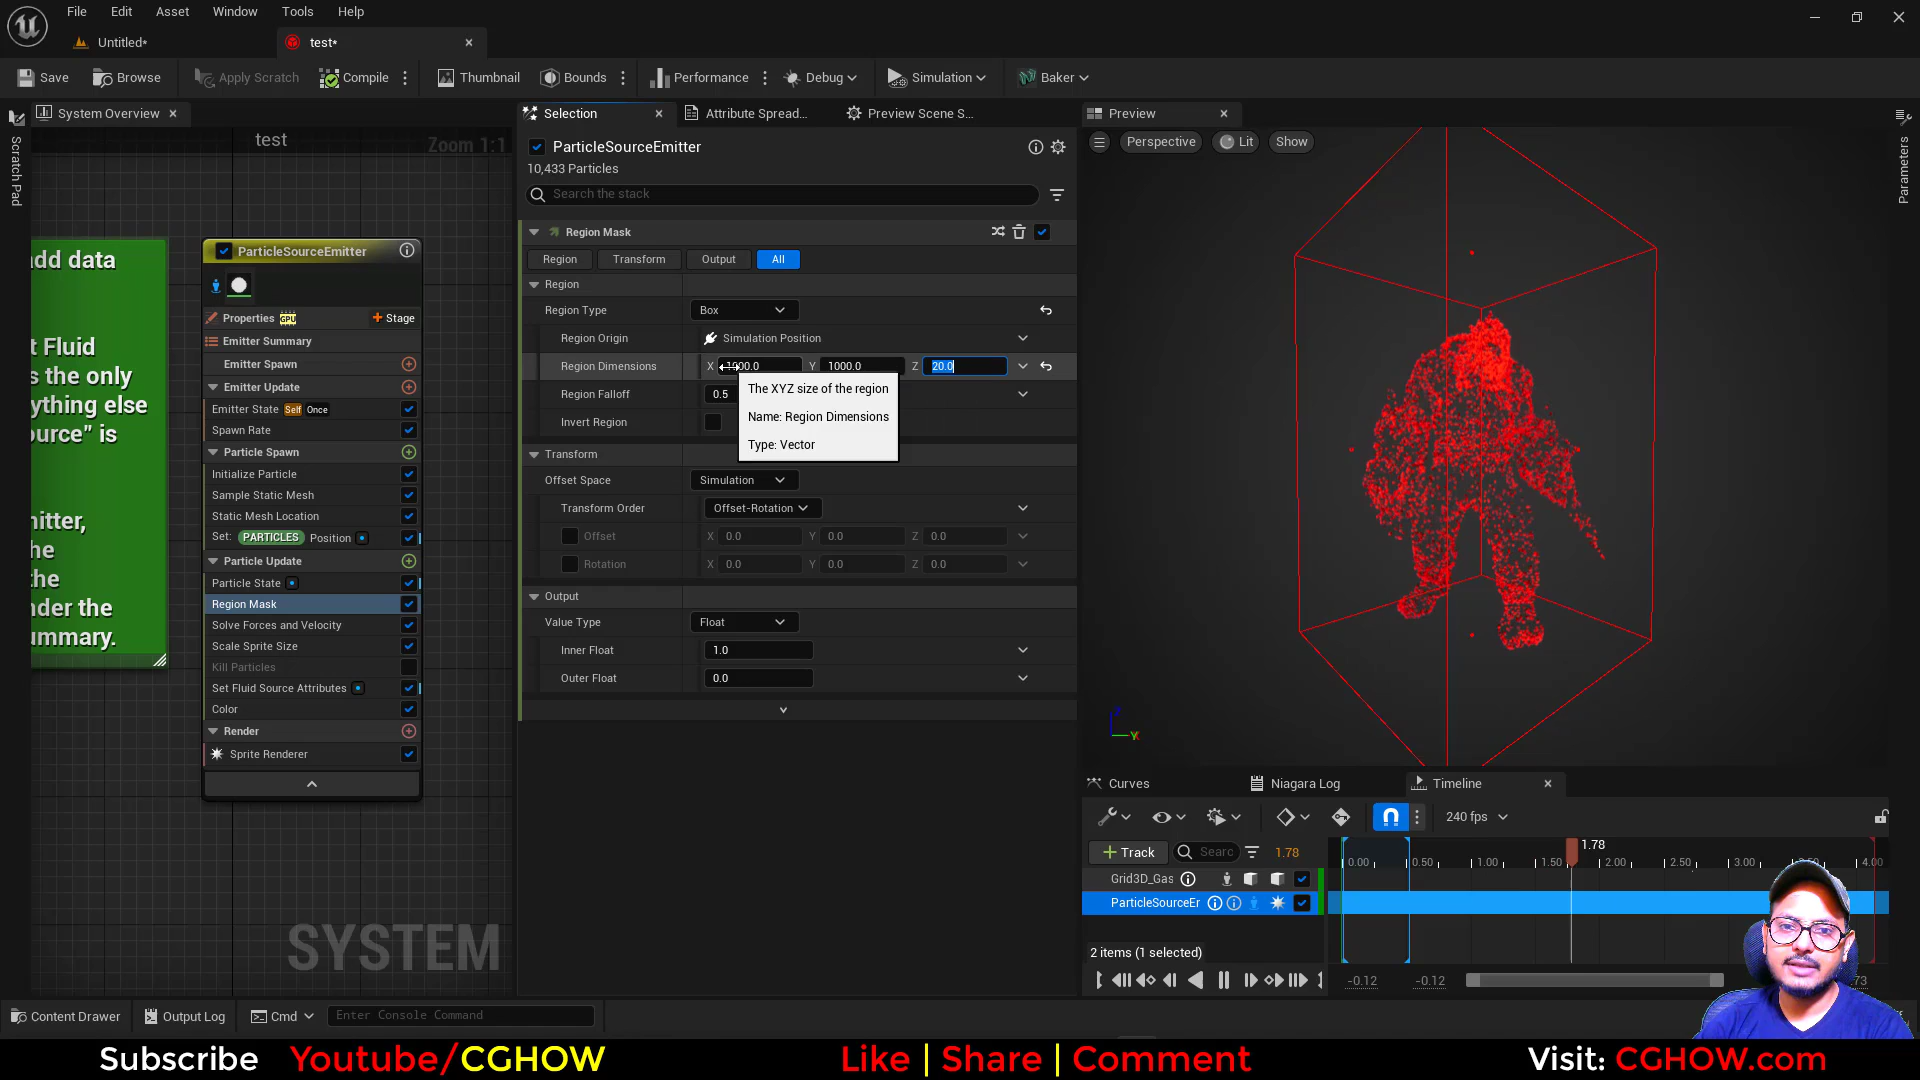 File Edit Asset Window Tools Help
Untitled* test*
Save Browse Apply Scratch Compile Thumbnail Bounds Performance Debug Simulation Baker
Scratch Pad
System Overview
test
Zoom 1:1
add data
t Fluid
s the only
ything else
ource" is
mitter,
he
the
nder the
ummary.
ParticleSourceEmitter
Properties GPU + Stage
Emitter Summary
Emitter Spawn
Emitter Update
Emitter State Self Once
Spawn Rate
Particle Spawn
Initialize Particle
Sample Static Mesh
Static Mesh Location
Set: PARTICLES Position
Particle Update
Particle State
Region Mask
Solve Forces and Velocity
Scale Sprite Size
Kill Particles
Set Fluid Source Attributes
Color
Render
Sprite Renderer
SYSTEM
Selection Attribute Spread... Preview Scene S...
ParticleSourceEmitter
10,433 Particles
Search the stack
Region Mask
Region Transform Output All
Region
Region Type Box
Region Origin Simulation Position
Region Dimensions X Y 1000.0 Z 20.0
Region Falloff 0.5
Invert Region
The XYZ size of the region
Name: Region Dimensions
Type: Vector
Transform
Offset Space Simulation
Transform Order Offset-Rotation
Offset X 0.0 Y 0.0 Z 0.0
Rotation X 0.0 Y 0.0 Z 0.0
Output
Value Type Float
Inner Float 1.0
Outer Float 0.0
Preview
Perspective Lit Show
Y
Parameters
Curves Niagara Log Timeline
240 fps
+ Track Searc 1.78
1.78
0.00 0.50 1.00 1.50 2.00 2.50 3.00 4.00
Grid3D_Gas
ParticleSourceEr
2 items (1 selected)
-0.12 -0.12
Content Drawer Output Log Cmd Enter Console Command
Subscribe Youtube/CGHOW Like | Share | Comment Visit: CGHOW.com